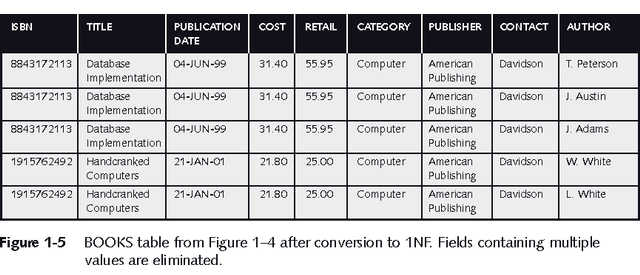 ISBN TITLE PUBLICATION DATE COST RETAIL CATEGORY PUBLISHER CONTACT AUTHOR
8843172113 Database Implementation 04-JUN-99 31.40 55.95 Computer American Publishing Davidson T. Peterson
8843172113 Database Implementation 04-JUN-99 31.40 55.95 Computer American Publishing Davidson J. Austin
8843172113 Database Implementation 04-JUN-99 31.40 55.95 Computer American Publishing Davidson J. Adams
1915762492 Handcranked Computers 21-JAN-01 21.80 25.00 Computer American Publishing Davidson W. White
1915762492 Handcranked Computers 21-JAN-01 21.80 25.00 Computer American Publishing Davidson L. White
Figure 1-5 BOOKS table from Figure 1–4 after conversion to 1NF. Fields containing multiple
values are eliminated.